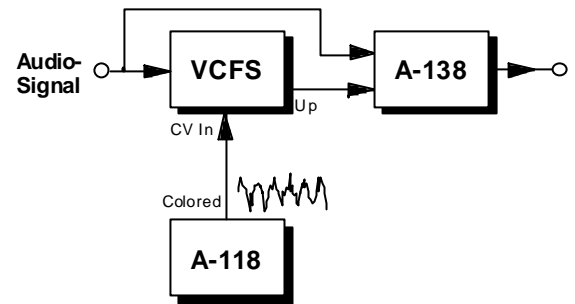 Audio-
Signal
VCFS
A-138
Up
CV In
Colored
A-118